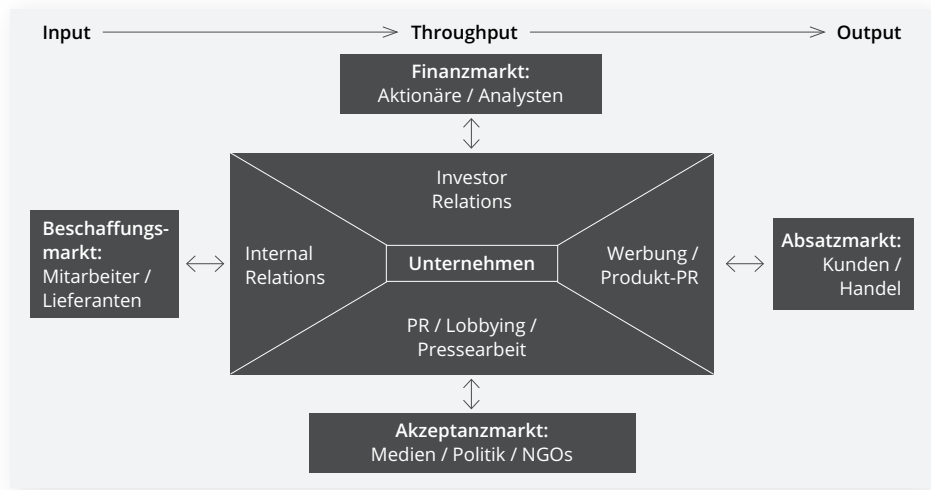 Input Throughput Output
Finanzmarkt:
Aktionäre / Analysten
Investor
Relations
Beschaffungs-
markt:
Mitarbeiter /
Lieferanten
Internal
Relations
Unternehmen
Werbung /
Produkt-PR
Absatzmarkt:
Kunden /
Handel
PR / Lobbying /
Pressearbeit
Akzeptanzmarkt:
Medien / Politik / NGOs